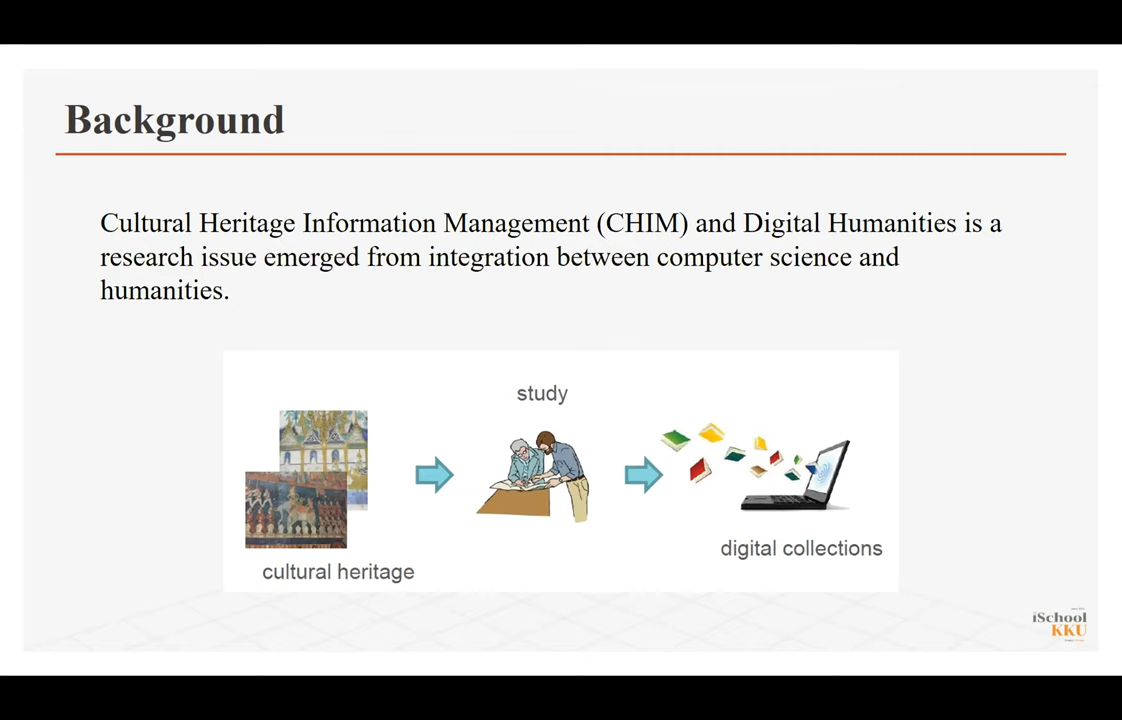 Background
Cultural Heritage Information Management (CHIM) and Digital Humanities is a
research issue emerged from integration between computer science and
humanities.
study
cultural heritage
digital collections
iSchool
KKU